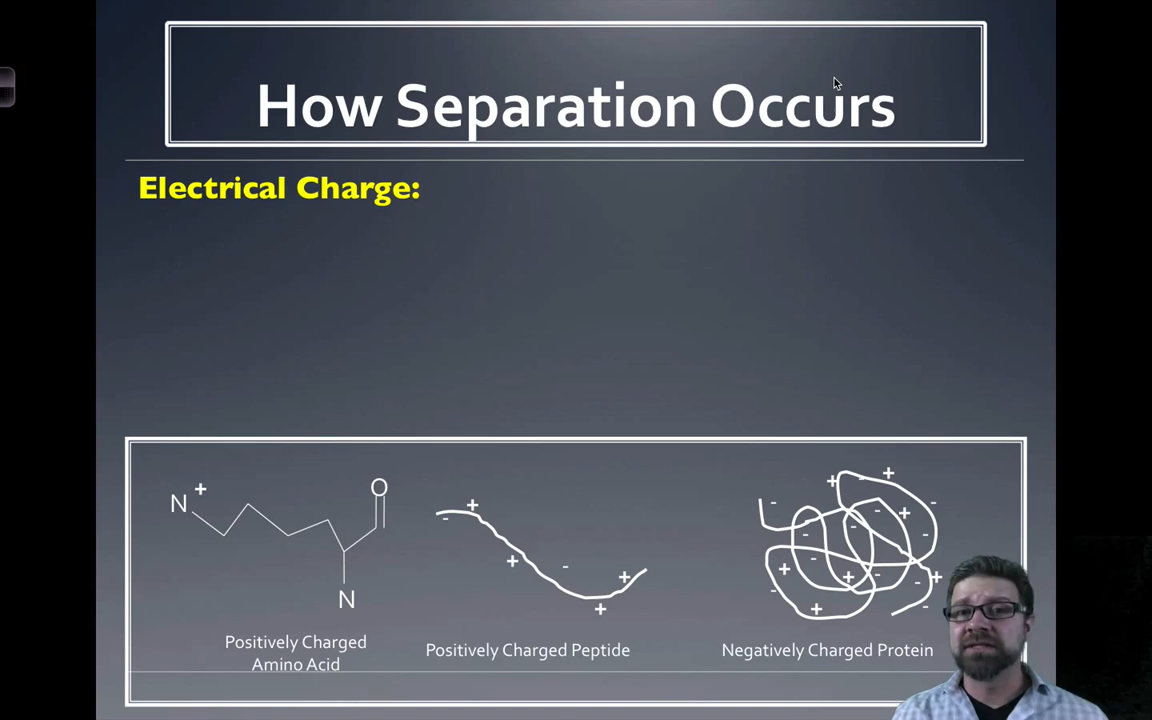 How Separation Occurs
Electrical Charge:
N +
O
N
Positively Charged
Amino Acid
+ - + - + +
Positively Charged Peptide
- + - + - - + - - - + + - - + - + -
Negatively Charged Protein